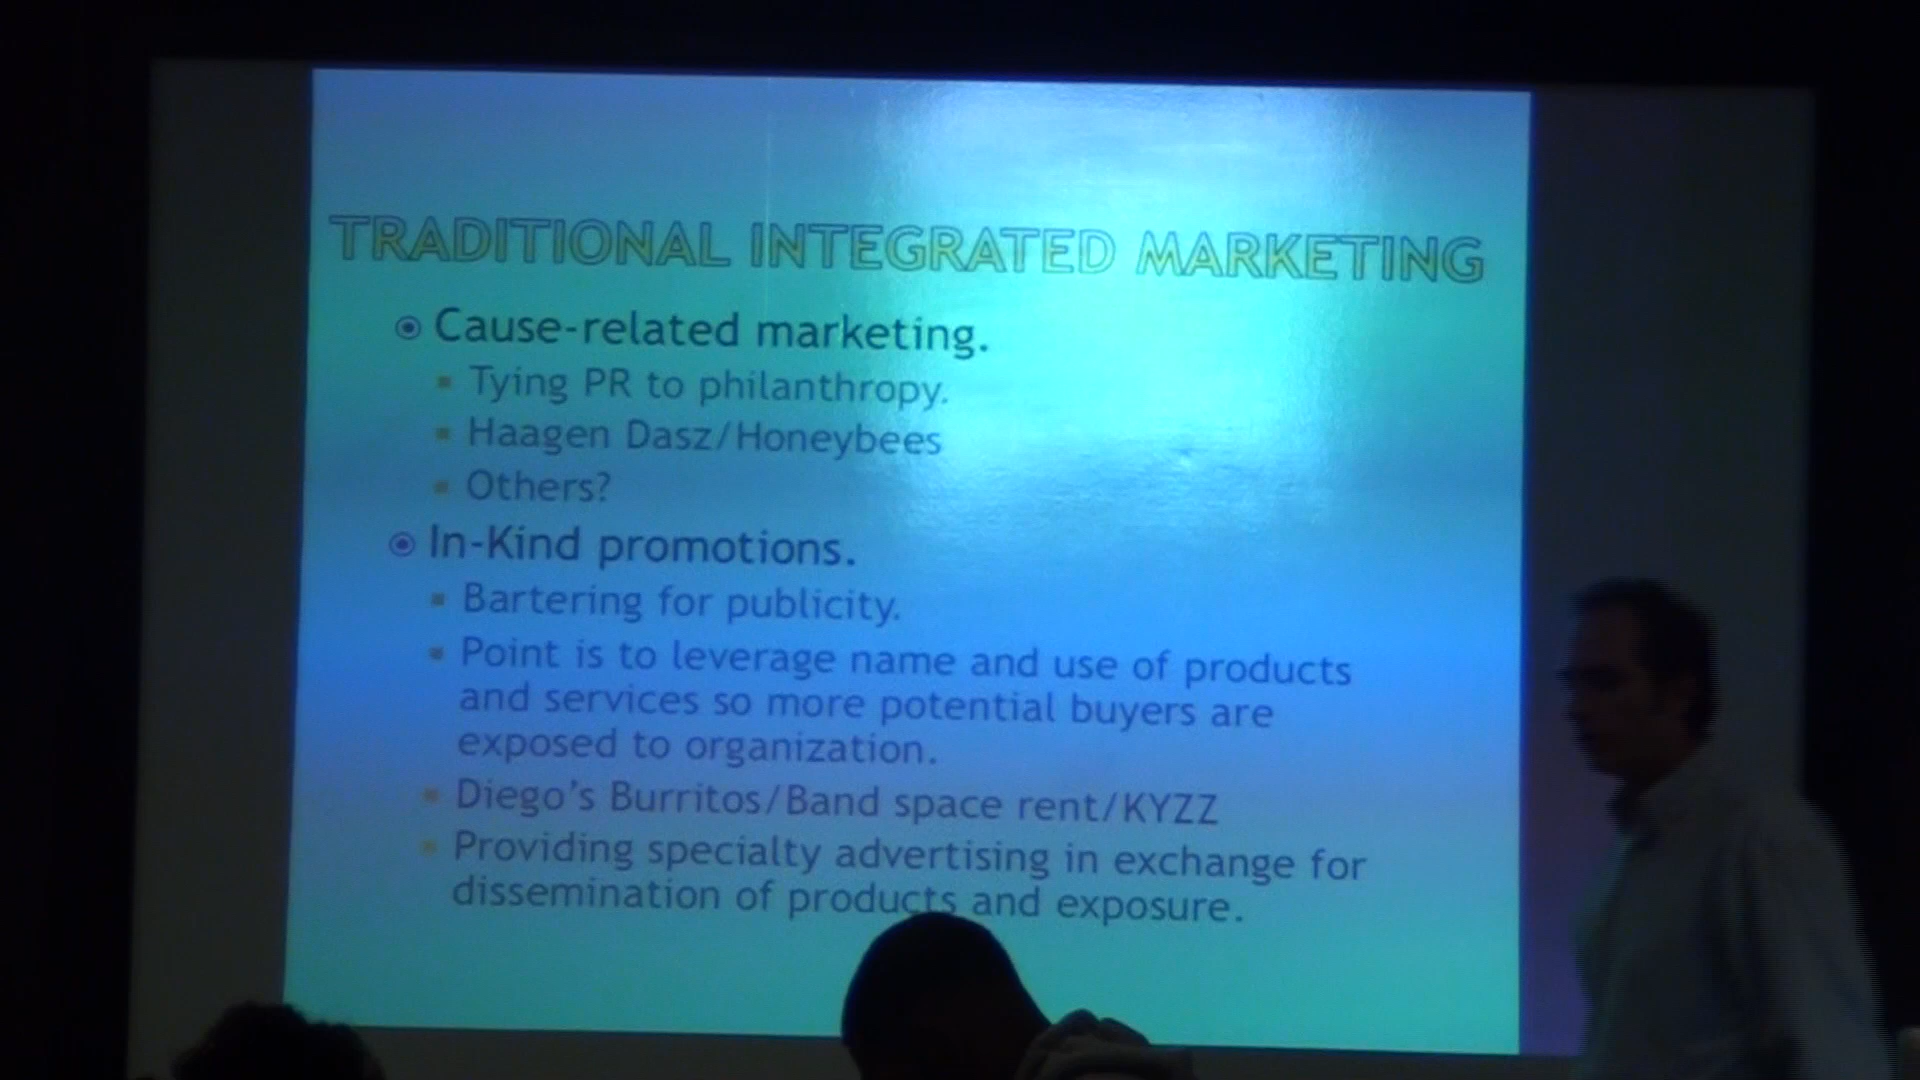 TRADITIONAL INTEGRATED MARKETING
Cause-related marketing.
Tying PR to philanthropy.
Haagen Dasz/Honeybees
Others?
In-Kind promotions.
Bartering for publicity.
Point is to leverage name and use of products
and services so more potential buyers are
exposed to organization.
Diego's Burritos/Band space rent/KYZZ
Providing specialty advertising in exchange for
dissemination of products and exposure.